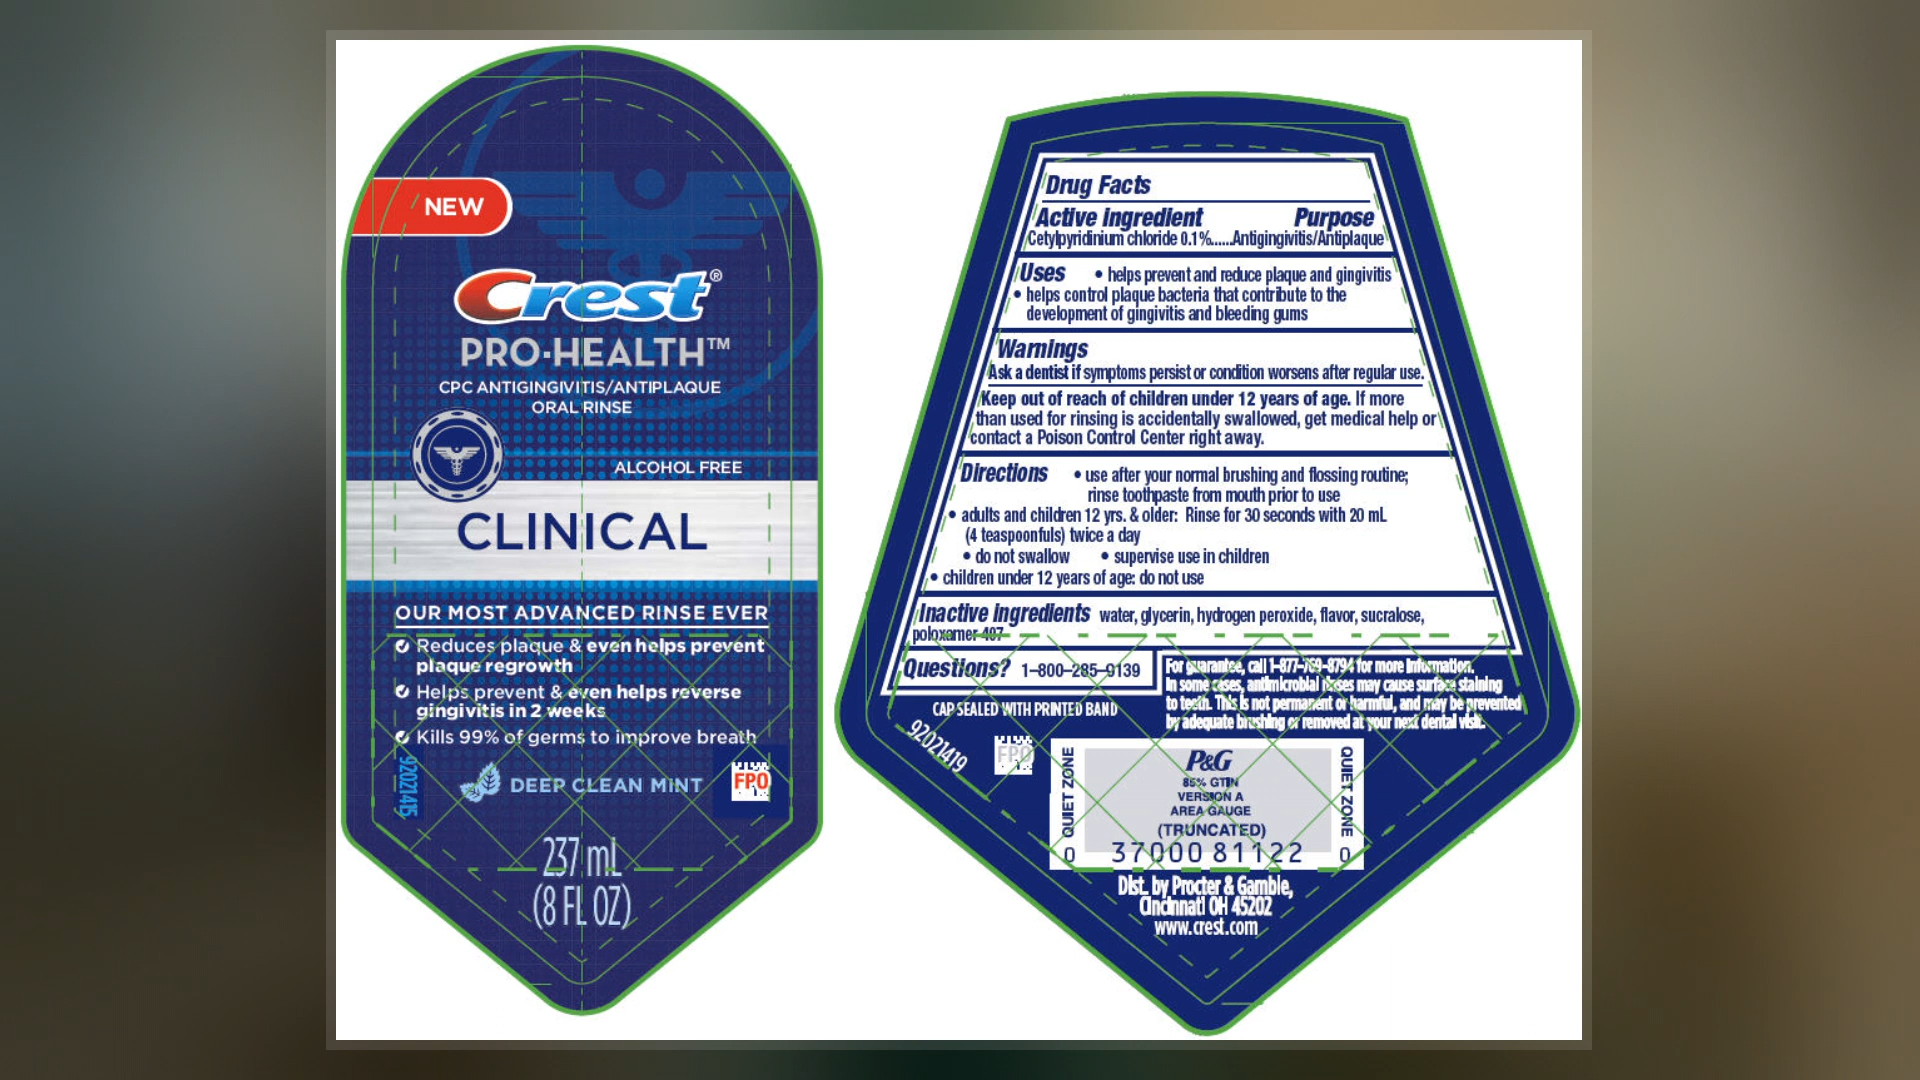 NEW
Crest®
PRO-HEALTH™
CPC ANTIGINGIVITIS/ANTIPLAQUE
ORAL RINSE
ALCOHOL FREE
CLINICAL
OUR MOST ADVANCED RINSE EVER
Reduces plaque & even helps prevent
plaque regrowth
Helps prevent & even helps reverse
gingivitis in 2 weeks
Kills 99% of germs to improve breath
92021415
DEEP CLEAN MINT
FPO
237 mL
(8 FL OZ)
Drug Facts
Active ingredient Purpose
Cetylpyridinium chloride 0.1%......Antigingivitis/Antiplaque
Uses • helps prevent and reduce plaque and gingivitis
• helps control plaque bacteria that contribute to the
development of gingivitis and bleeding gums
Warnings
Ask a dentist if symptoms persist or condition worsens after regular use.
Keep out of reach of children under 12 years of age. If more
than used for rinsing is accidentally swallowed, get medical help or
contact a Poison Control Center right away.
Directions • use after your normal brushing and flossing routine;
rinse toothpaste from mouth prior to use
• adults and children 12 yrs. & older: Rinse for 30 seconds with 20 mL
(4 teaspoonfuls) twice a day
• do not swallow • supervise use in children
• children under 12 years of age: do not use
Inactive ingredients water, glycerin, hydrogen peroxide, flavor, sucralose,
poloxamer 407
Questions? 1-800-285-9139
For guarantee, call 1-877-769-8794 for more information.
In some cases, antimicrobial rinses may cause surface staining
to teeth. This is not permanent or harmful, and may be prevented
by adequate brushing or removed at your next dental visit.
CAP SEALED WITH PRINTED BAND
92021419
FPO
QUIET ZONE
P&G
85% GTIN
VERSION A
AREA GAUGE
(TRUNCATED)
QUIET ZONE
0 37000 81122 0
Dist. by Procter & Gamble,
Cincinnati OH 45202
www.crest.com